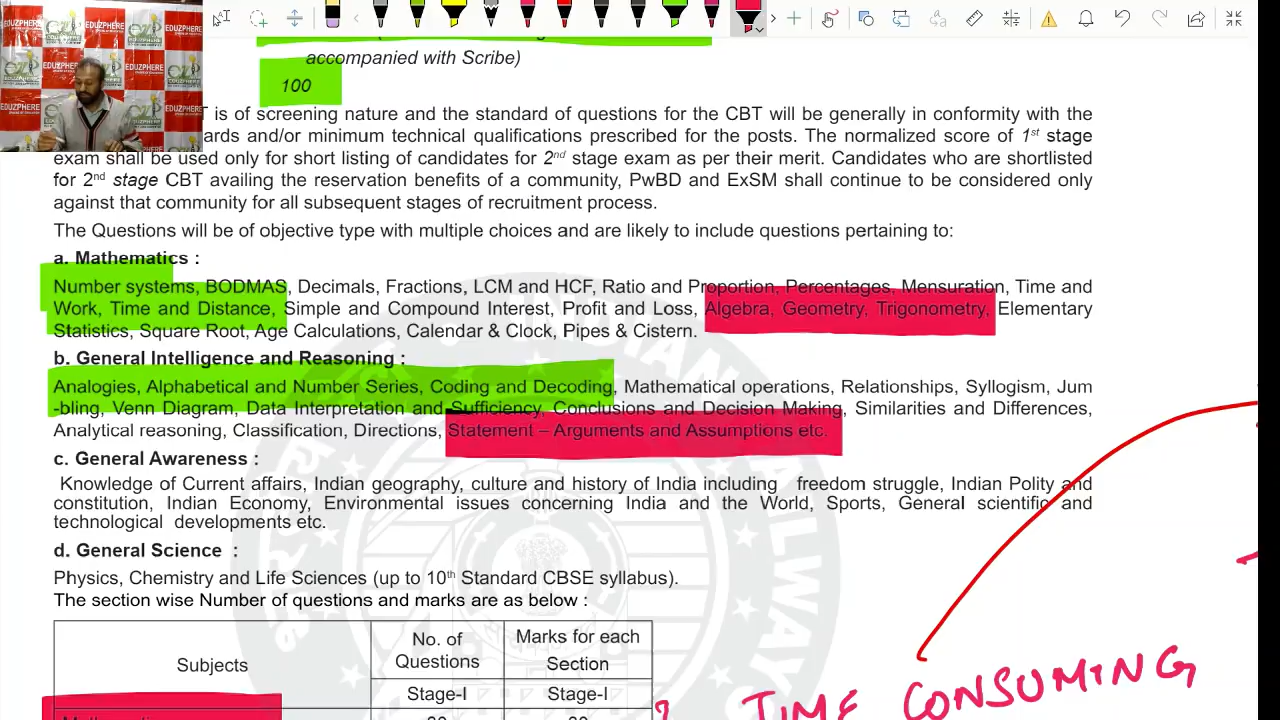 EDUZPHERE
accompanied with Scribe)
100
T is of screening nature and the standard of questions for the CBT will be generally in conformity with the
ards and/or minimum technical qualifications prescribed for the posts. The normalized score of 1st stage
exam shall be used only for short listing of candidates for 2nd stage exam as per their merit. Candidates who are shortlisted
for 2nd stage CBT availing the reservation benefits of a community, PwBD and ExSM shall continue to be considered only
against that community for all subsequent stages of recruitment process.
The Questions will be of objective type with multiple choices and are likely to include questions pertaining to:
a. Mathematics :
Number systems, BODMAS, Decimals, Fractions, LCM and HCF, Ratio and Proportion, Percentages, Mensuration, Time and
Work, Time and Distance, Simple and Compound Interest, Profit and Loss, Algebra, Geometry, Trigonometry, Elementary
Statistics, Square Root, Age Calculations, Calendar & Clock, Pipes & Cistern.
b. General Intelligence and Reasoning :
Analogies, Alphabetical and Number Series, Coding and Decoding, Mathematical operations, Relationships, Syllogism, Jum
-bling, Venn Diagram, Data Interpretation and Sufficiency, Conclusions and Decision Making, Similarities and Differences,
Analytical reasoning, Classification, Directions, Statement – Arguments and Assumptions etc.
c. General Awareness :
Knowledge of Current affairs, Indian geography, culture and history of India including freedom struggle, Indian Polity and
constitution, Indian Economy, Environmental issues concerning India and the World, Sports, General scientific and
technological developments etc.
d. General Science :
Physics, Chemistry and Life Sciences (up to 10th Standard CBSE syllabus).
The section wise Number of questions and marks are as below :
Subjects
No. of
Questions
Marks for each
Section
Stage-I
Stage-I
TIME CONSUMING